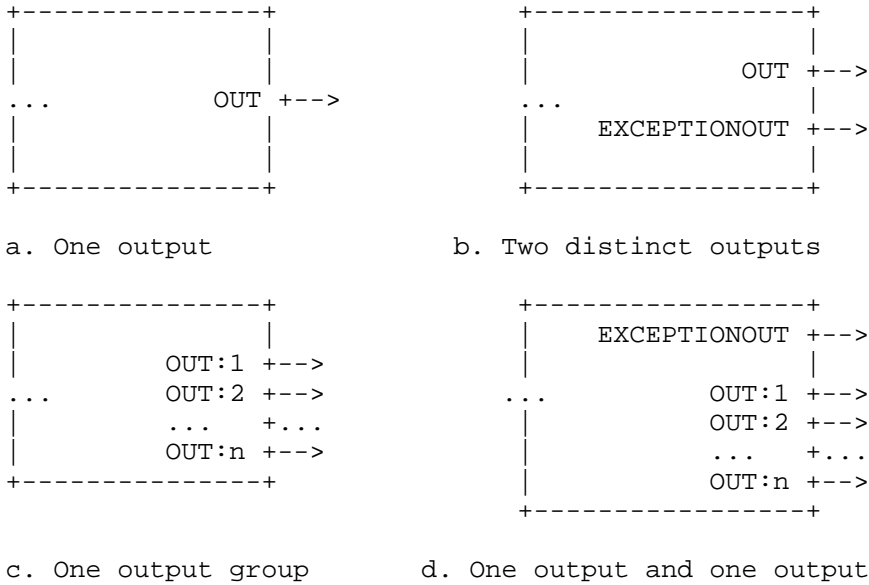 +---------------+ +-----------------+
| | | |
| | | OUT +-->
... OUT +--> ... |
| | | EXCEPTIONOUT +-->
| | | |
+---------------+ +-----------------+
a. One output b. Two distinct outputs
+---------------+ +-----------------+
| | | EXCEPTIONOUT +-->
| OUT:1 +--> | |
... OUT:2 +--> ... OUT:1 +-->
| ... +... | OUT:2 +-->
| OUT:n +--> | ... +...
+---------------+ | OUT:n +-->
+-----------------+
c. One output group d. One output and one output